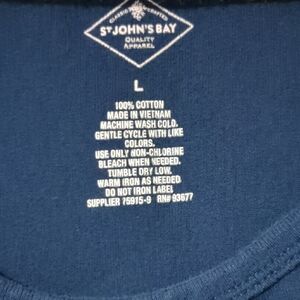 CLASSIC CRAFTED
ST JOHN'S BAY
QUALITY
APPAREL
L
100% COTTON
MADE IN VIETNAM
MACHINE WASH COLD.
GENTLE CYCLE WITH LIKE
COLORS.
USE ONLY NON-CHLORINE
BLEACH WHEN NEEDED.
TUMBLE DRY LOW.
WARM IRON AS NEEDED
DO NOT IRON LABEL
SUPPLIER 75915-9 RN# 93677